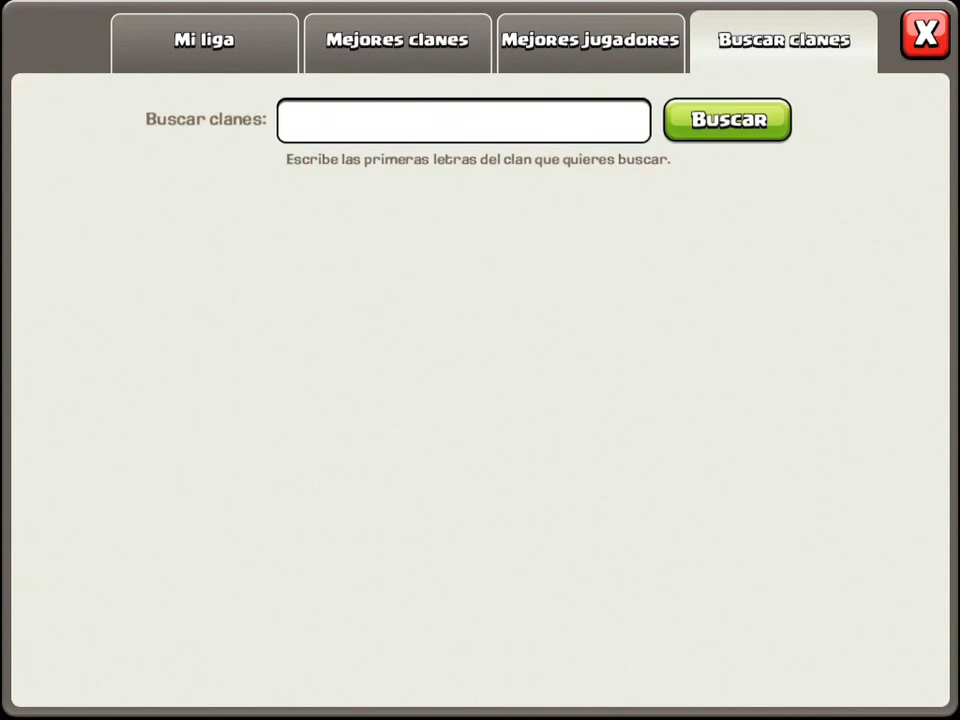 Mi liga
Mejores clanes
Mejores jugadores
Buscar clanes
X
Buscar clanes:
Buscar
Escribe las primeras letras del clan que quieres buscar.